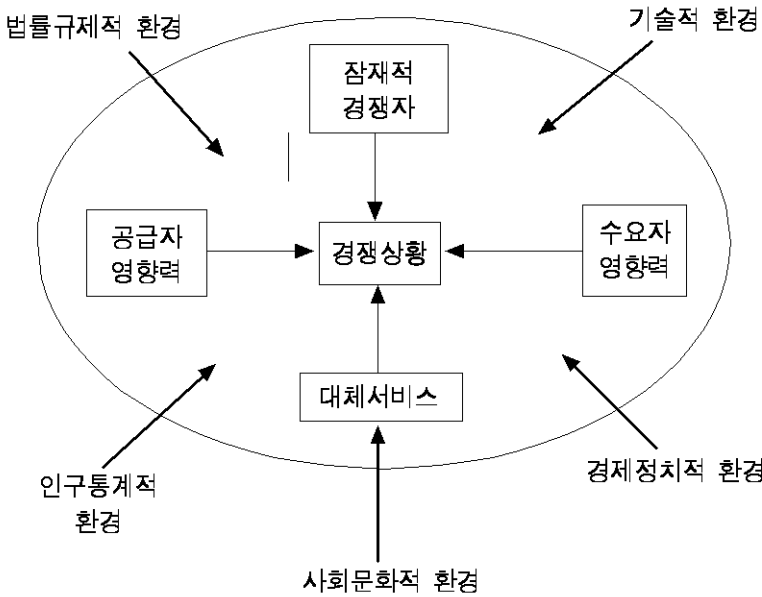 법률규제적 환경
기술적 환경
잠재적
경쟁자
공급자
영향력
경쟁상황
수요자
영향력
대체서비스
인구통계적
환경
경제정치적 환경
사회문화적 환경